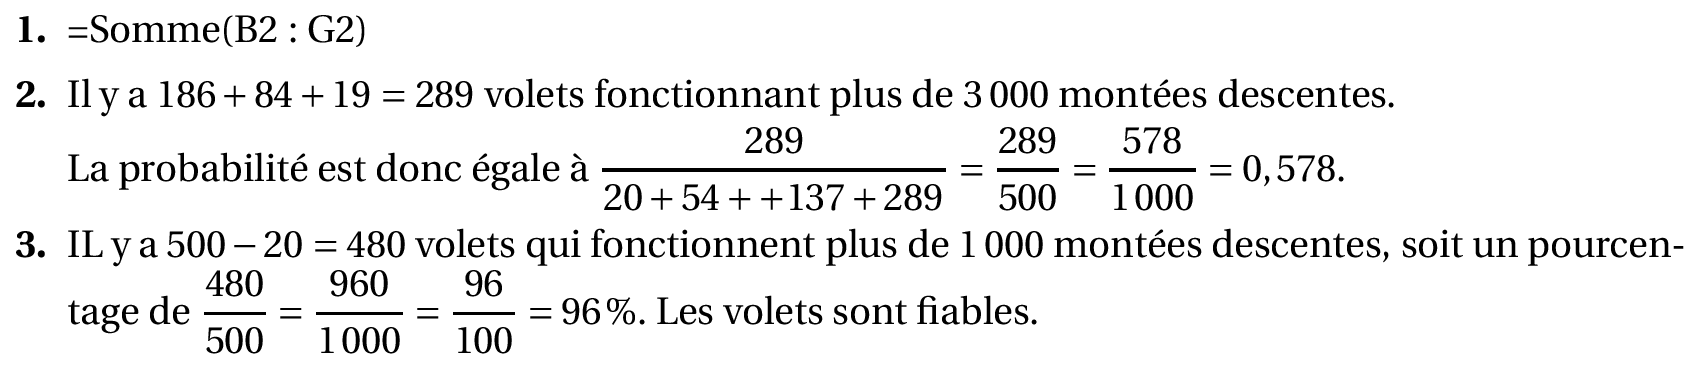 1. =Somme(B2 : G2)
2. Il y a 186 + 84 + 19 = 289 volets fonctionnant plus de 3 000 montées descentes.
La probabilité est donc égale à \frac{289}{20 + 54 + +137 + 289} = \frac{289}{500} = \frac{578}{1 000} = 0,578.
3. IL y a 500 − 20 = 480 volets qui fonctionnent plus de 1 000 montées descentes, soit un pourcen-
tage de \frac{480}{500} = \frac{960}{1 000} = \frac{96}{100} = 96 %. Les volets sont fiables.